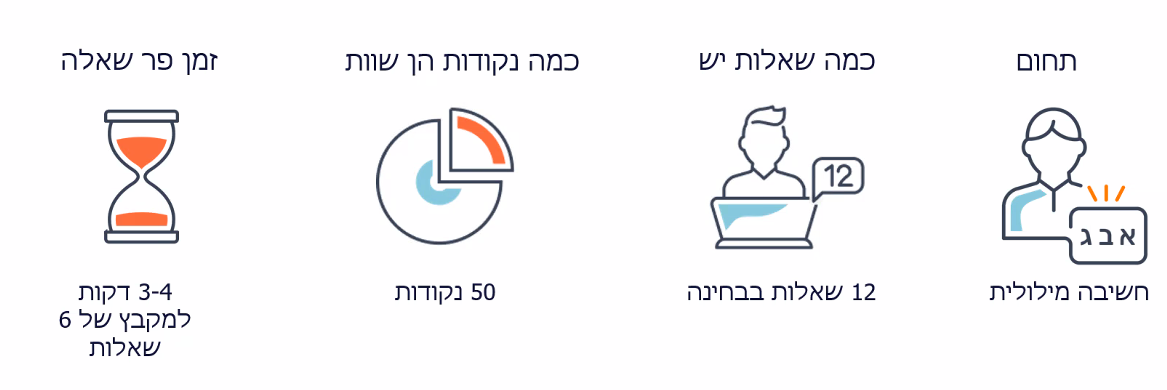 תחום
כמה שאלות יש
כמה נקודות הן שוות
זמן פר שאלה
12
א ב ג
חשיבה מילולית
12 שאלות בבחינה
50 נקודות
3-4 דקות
למקבץ של 6
שאלות